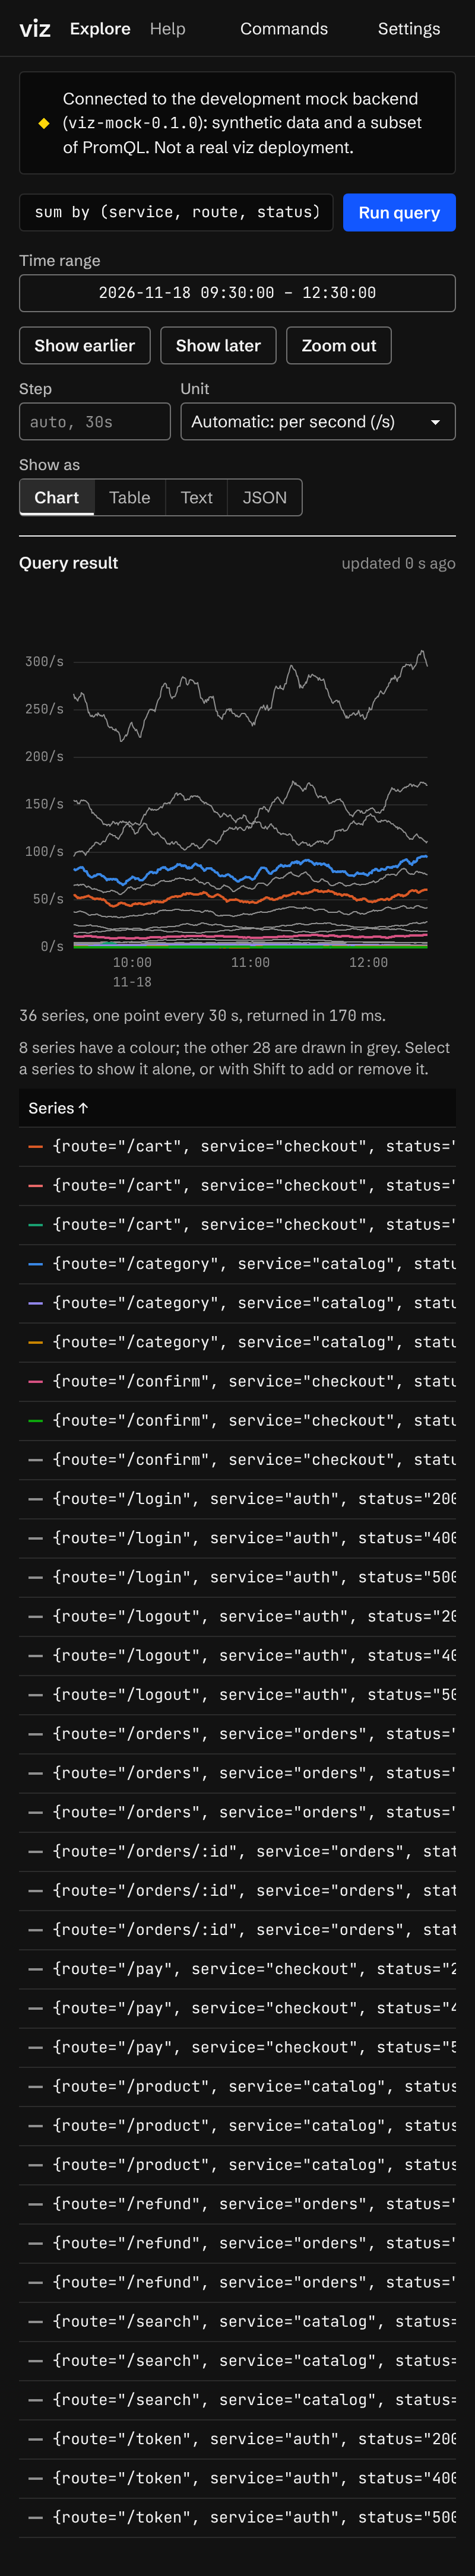 viz Explore Help Commands Settings
Connected to the development mock backend
(viz-mock-0.1.0): synthetic data and a subset
of PromQL. Not a real viz deployment.
sum by (service, route, status)
Run query
Time range
2026-11-18 09:30:00 – 12:30:00
Show earlier Show later Zoom out
Step Unit
auto, 30s Automatic: per second (/s)
Show as
Chart Table Text JSON
Query result updated 0 s ago
300/s
250/s
200/s
150/s
100/s
50/s
0/s
10:00 11:00 12:00
11-18
36 series, one point every 30 s, returned in 170 ms.
8 series have a colour; the other 28 are drawn in grey. Select
a series to show it alone, or with Shift to add or remove it.
Series ↑
{route="/cart", service="checkout", status="
{route="/cart", service="checkout", status="
{route="/cart", service="checkout", status="
{route="/category", service="catalog", statu
{route="/category", service="catalog", statu
{route="/category", service="catalog", statu
{route="/confirm", service="checkout", statu
{route="/confirm", service="checkout", statu
{route="/confirm", service="checkout", statu
{route="/login", service="auth", status="200
{route="/login", service="auth", status="400
{route="/login", service="auth", status="500
{route="/logout", service="auth", status="20
{route="/logout", service="auth", status="40
{route="/logout", service="auth", status="50
{route="/orders", service="orders", status="
{route="/orders", service="orders", status="
{route="/orders", service="orders", status="
{route="/orders/:id", service="orders", stat
{route="/orders/:id", service="orders", stat
{route="/orders/:id", service="orders", stat
{route="/pay", service="checkout", status="2
{route="/pay", service="checkout", status="4
{route="/pay", service="checkout", status="5
{route="/product", service="catalog", status
{route="/product", service="catalog", status
{route="/product", service="catalog", status
{route="/refund", service="orders", status="
{route="/refund", service="orders", status="
{route="/refund", service="orders", status="
{route="/search", service="catalog", status=
{route="/search", service="catalog", status=
{route="/search", service="catalog", status=
{route="/token", service="auth", status="200
{route="/token", service="auth", status="400
{route="/token", service="auth", status="500